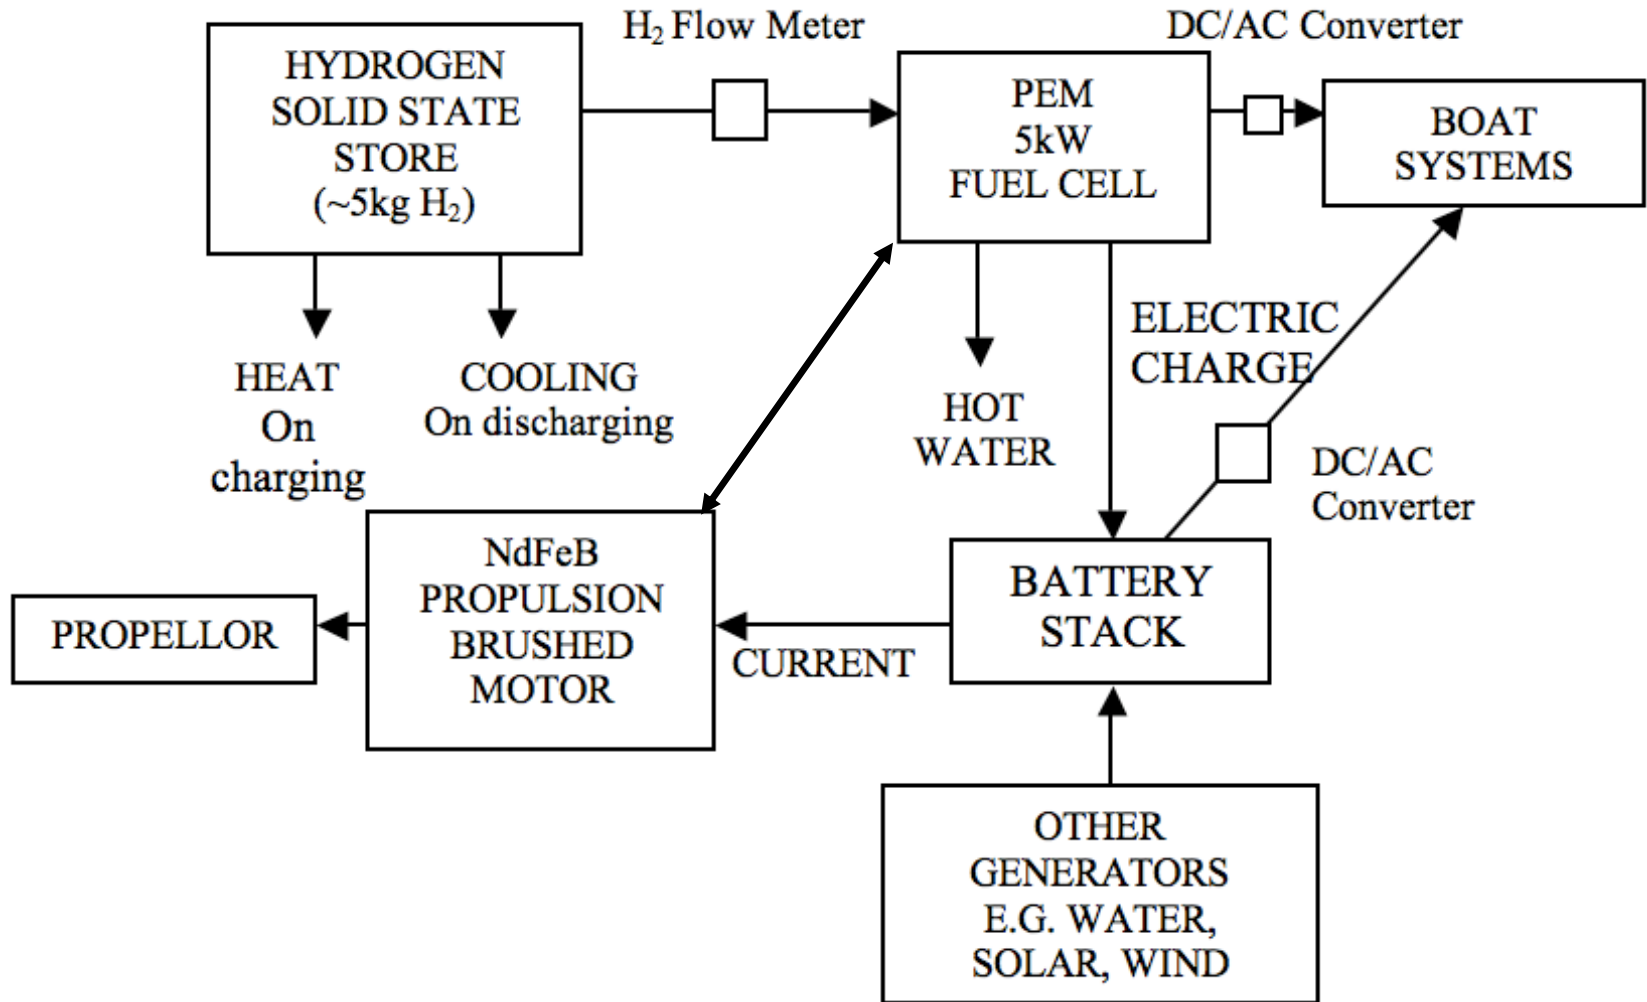 H₂ Flow Meter
DC/AC Converter
HYDROGEN
SOLID STATE
STORE
(~5kg H₂)
PEM
5kW
FUEL CELL
BOAT
SYSTEMS
HEAT
On
charging
COOLING
On discharging
HOT
WATER
ELECTRIC
CHARGE
DC/AC
Converter
NdFeB
PROPULSION
BRUSHED
MOTOR
PROPELLOR
CURRENT
BATTERY
STACK
OTHER
GENERATORS
E.G. WATER,
SOLAR, WIND